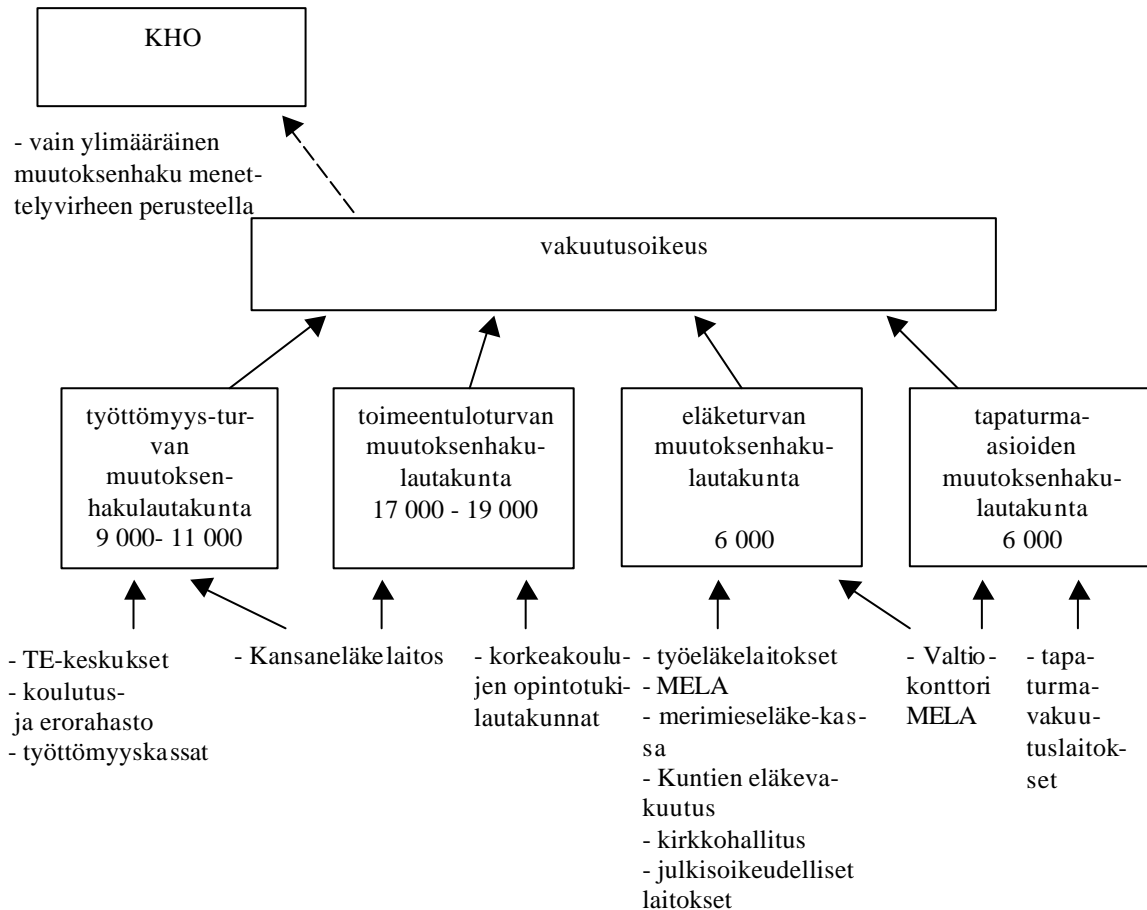 KHO
- vain ylimääräinen
muutoksenhaku menet-
telyvirheen perusteella
vakuutusoikeus
työttömyys-tur-
van
muutoksen-
hakulautakunta
9 000- 11 000
toimeentuloturvan
muutoksenhaku-
lautakunta
17 000 - 19 000
eläketurvan
muutoksenhaku-
lautakunta
6 000
tapaturma-
asioiden
muutoksenhaku-
lautakunta
6 000
- TE-keskukset
- koulutus-
ja erorahasto
- työttömyyskassat
- Kansaneläkelaitos
- korkeakoulu-
jen opintotuki-
lautakunnat
- työeläkelaitokset
- MELA
- merimieseläke-kas-
sa
- Kuntien eläkeva-
kuutus
- kirkkohallitus
- julkisoikeudelliset
laitokset
- Valtio-
konttori
MELA
- tapa-
turma-
vakuu-
tuslaitok-
set